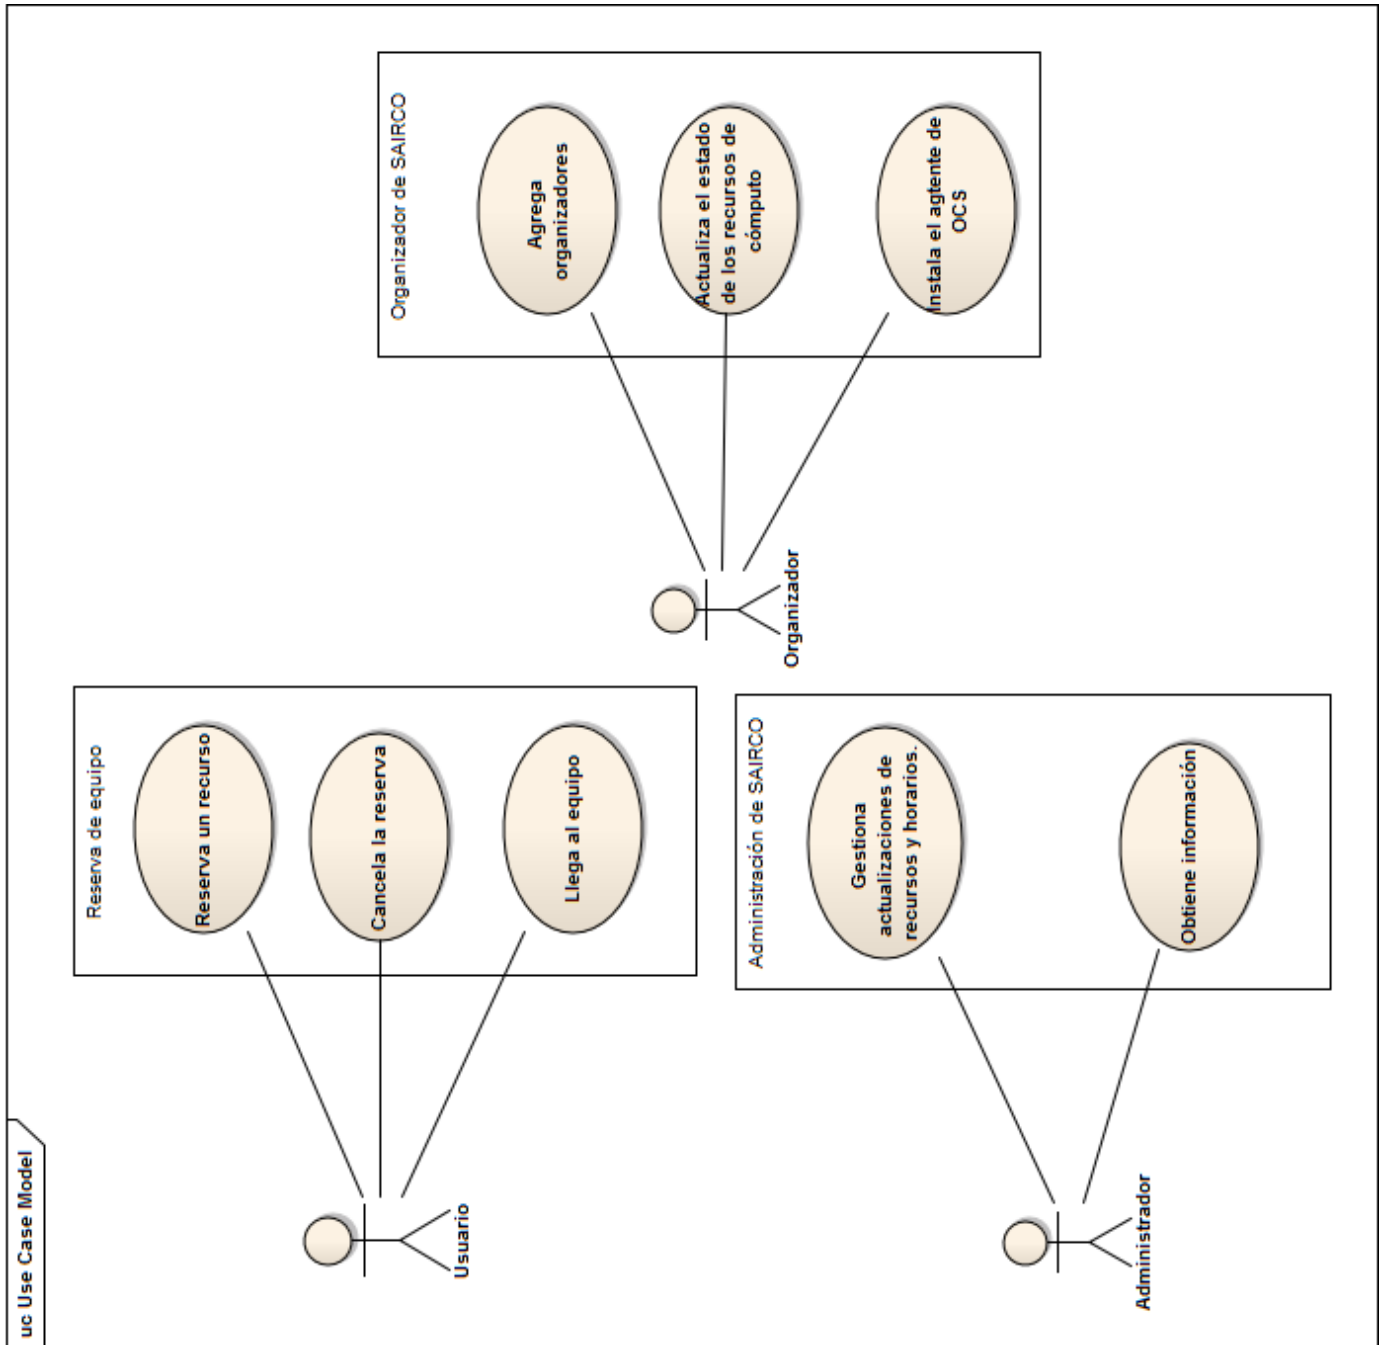 uc Use Case Model
Reserva de equipo
Reserva un recurso
Cancela la reserva
Llega al equipo
Usuario
Organizador de SAIRCO
Agrega
organizadores
Actualiza el estado
de los recursos de
cómputo
Instala el agtente de
OCS
Organizador
Administración de SAIRCO
Gestiona
actualizaciones de
recursos y horarios.
Obtiene información
Administrador